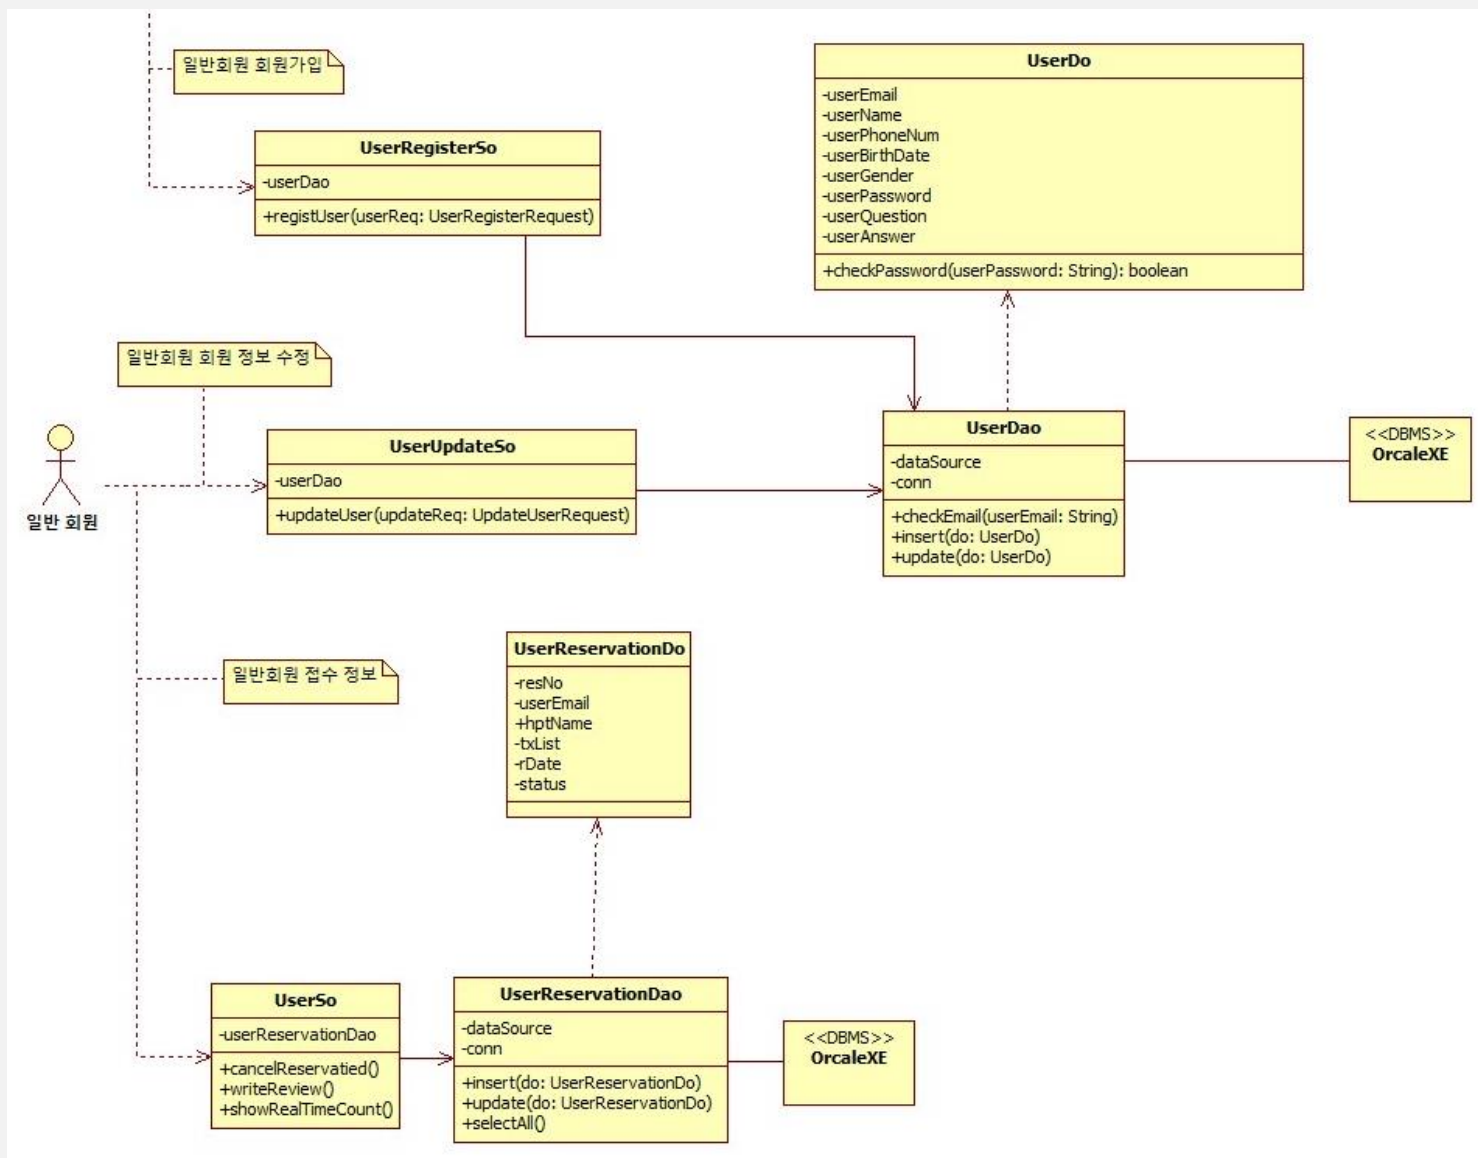 일반회원 회원가입
UserRegisterSo
-userDao
+registUser(userReq: UserRegisterRequest)
UserDo
-userEmail
-userName
-userPhoneNum
-userBirthDate
-userGender
-userPassword
-userQuestion
-userAnswer
+checkPassword(userPassword: String): boolean
일반회원 회원 정보 수정
일반 회원
UserUpdateSo
-userDao
+updateUser(updateReq: UpdateUserRequest)
UserDao
-dataSource
-conn
+checkEmail(userEmail: String)
+insert(do: UserDo)
+update(do: UserDo)
<<DBMS>>
OrcaleXE
일반회원 접수 정보
UserReservationDo
-resNo
-userEmail
+hptName
-txList
-rDate
-status
UserSo
-userReservationDao
+cancelReservatied()
+writeReview()
+showRealTimeCount()
UserReservationDao
-dataSource
-conn
+insert(do: UserReservationDo)
+update(do: UserReservationDo)
+selectAll()
<<DBMS>>
OrcaleXE